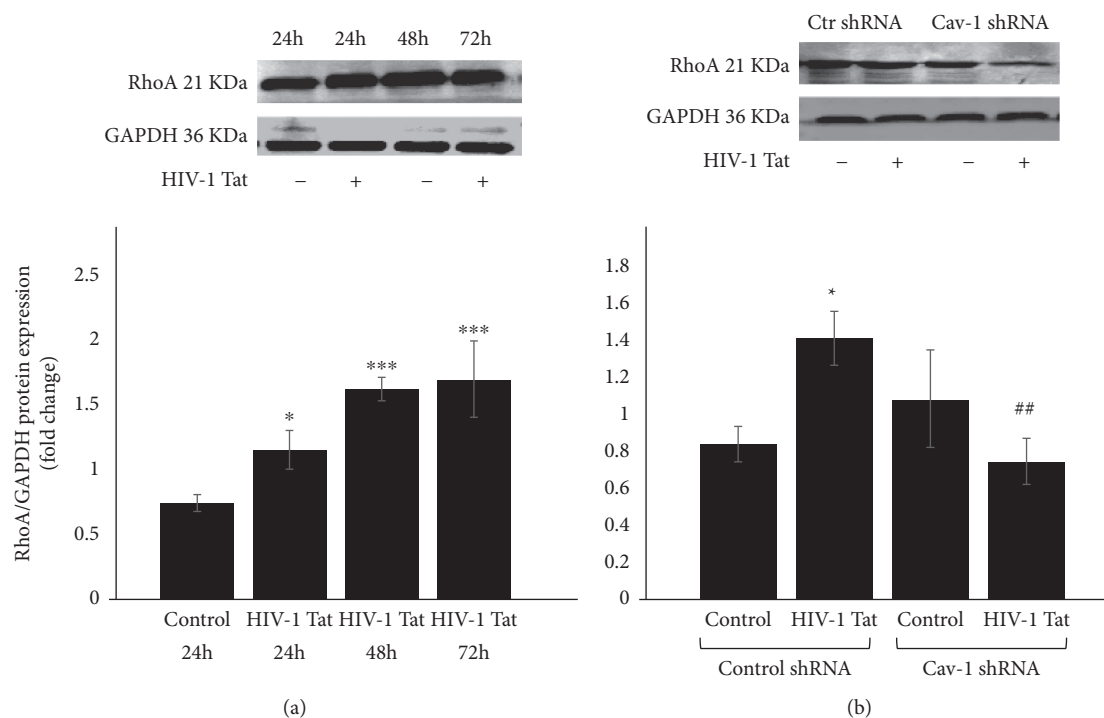 24h 24h 48h 72h
RhoA 21 KDa
GAPDH 36 KDa
HIV-1 Tat − + − +
RhoA/GAPDH protein expression
(fold change)
2.5
2
1.5
1
0.5
0
*
***
***
Control HIV-1 Tat HIV-1 Tat HIV-1 Tat
24h 24h 48h 72h
(a)
Ctr shRNA Cav-1 shRNA
RhoA 21 KDa
GAPDH 36 KDa
HIV-1 Tat − + − +
1.8
1.6
1.4
1.2
1
0.8
0.6
0.4
0.2
0
*
##
Control HIV-1 Tat Control HIV-1 Tat
Control shRNA Cav-1 shRNA
(b)